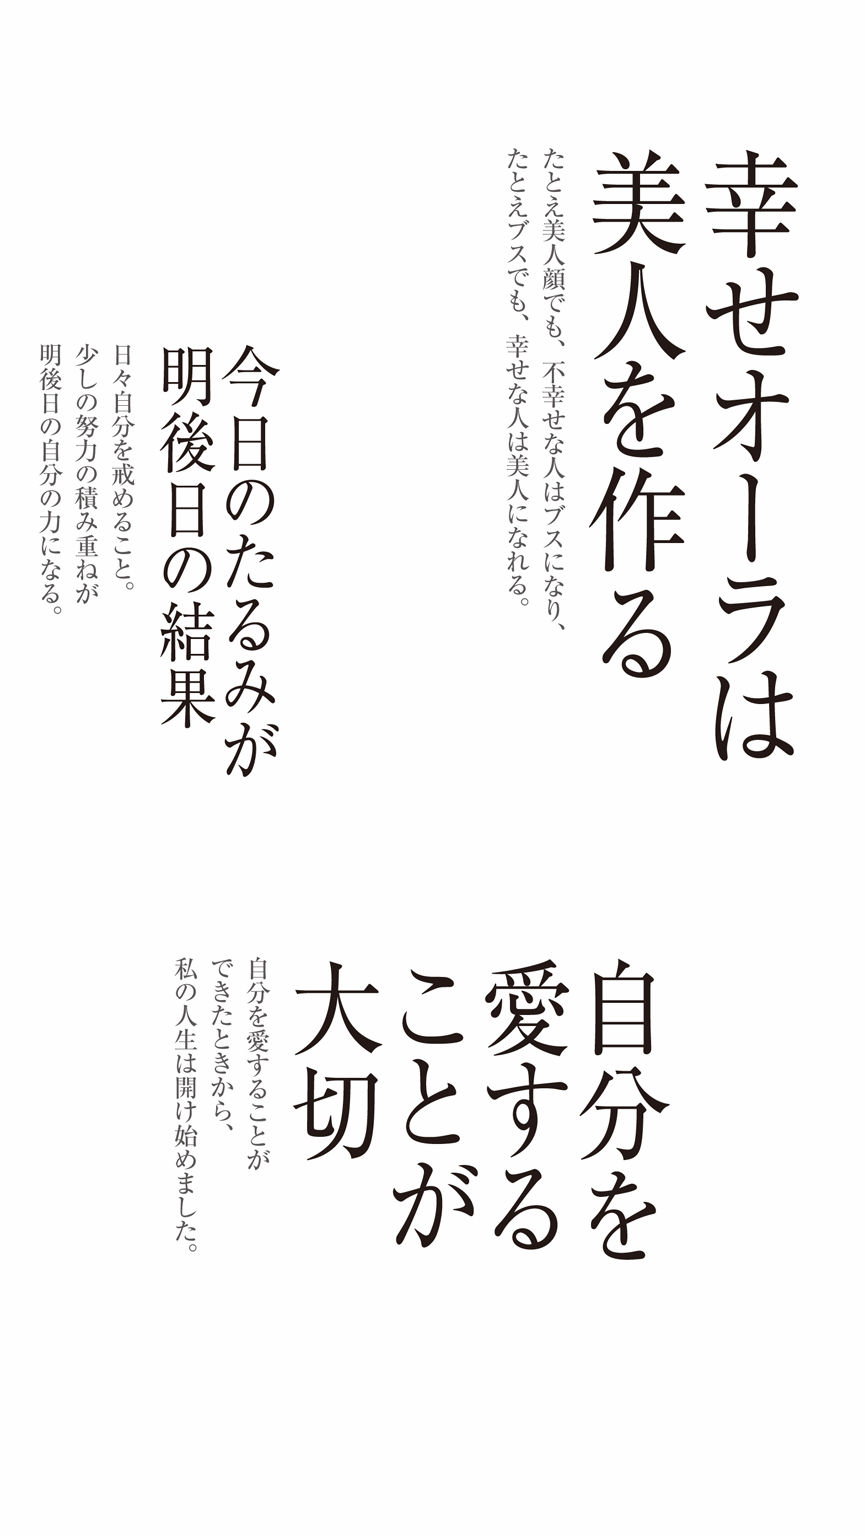 幸せオーラは
美人を作る
たとえ美人顔でも、不幸せな人はブスになり、
たとえブスでも、幸せな人は美人になれる。
今日のたるみが
明後日の結果
日々自分を戒めること。
少しの努力の積み重ねが
明後日の自分の力になる。
自分を
愛する
ことが
大切
自分を愛することが
できたときから、
私の人生は開け始めました。